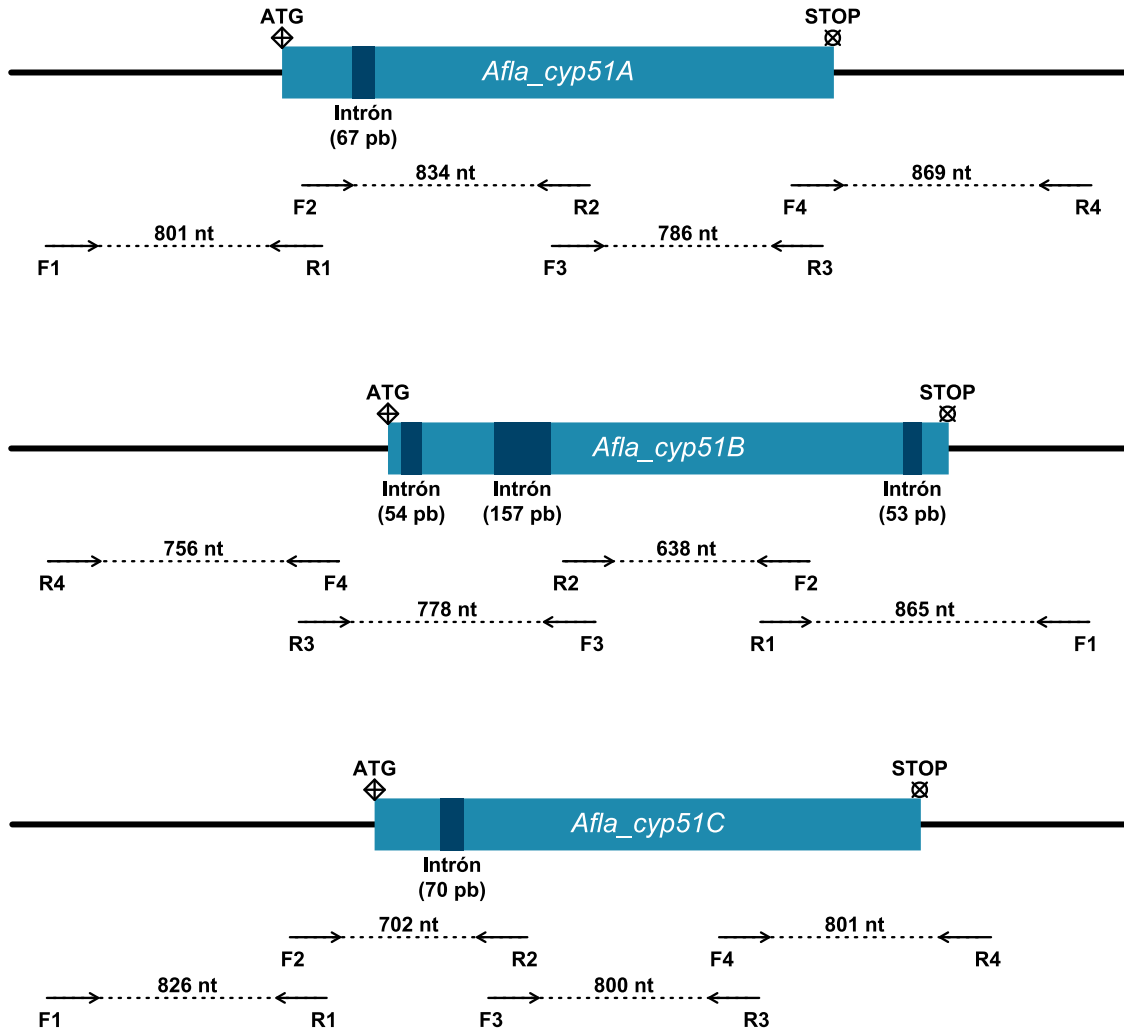 ATG
STOP
Afla_cyp51A
Intrón
(67 pb)
834 nt
869 nt
F2
R2
F4
R4
801 nt
786 nt
F1
R1
F3
R3
ATG
STOP
Afla_cyp51B
Intrón
(54 pb)
Intrón
(157 pb)
Intrón
(53 pb)
756 nt
638 nt
R4
F4
R2
F2
778 nt
865 nt
R3
F3
R1
F1
ATG
STOP
Afla_cyp51C
Intrón
(70 pb)
702 nt
801 nt
F2
R2
F4
R4
826 nt
800 nt
F1
R1
F3
R3